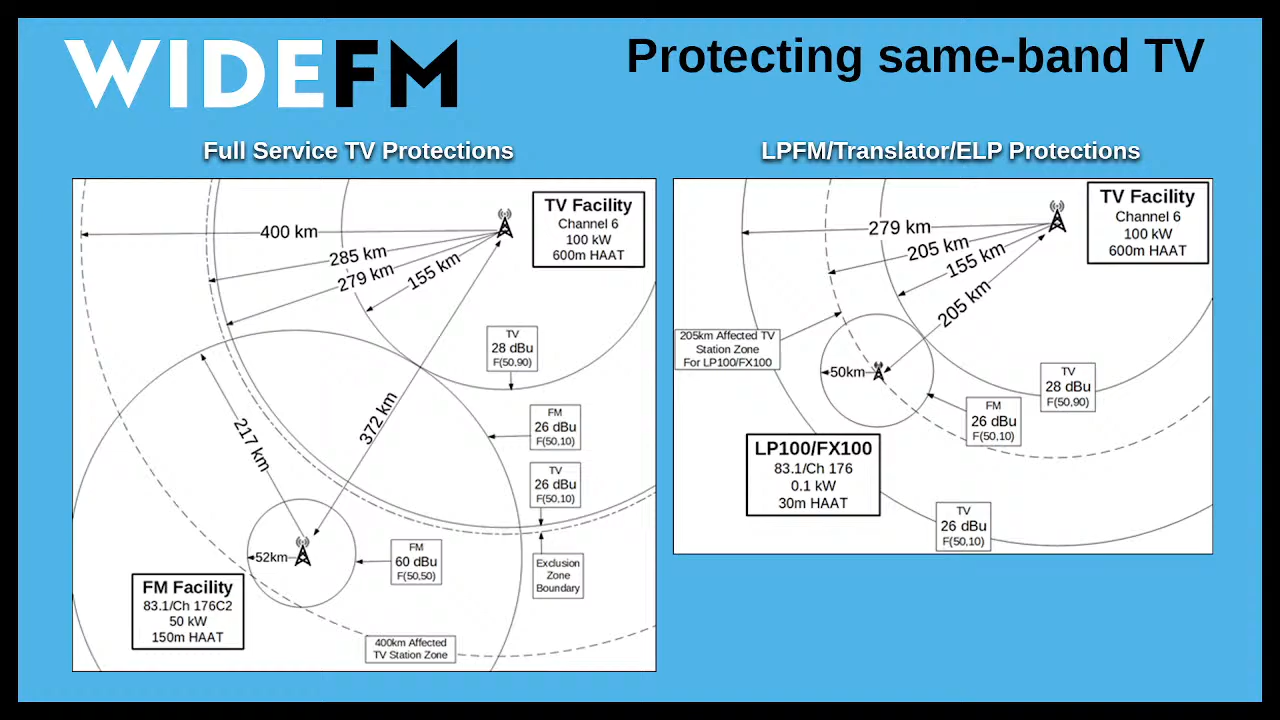 WIDEFM
Protecting same-band TV
Full Service TV Protections
400 km
285 km
279 km
155 km
372 km
217 km
52km
TV Facility
Channel 6
100 kW
600m HAAT
TV
28 dBu
F(50,90)
FM
26 dBu
F(50,10)
TV
26 dBu
F(50,10)
FM
60 dBu
F(50,50)
Exclusion
Zone
Boundary
FM Facility
83.1/Ch 176C2
50 kW
150m HAAT
400km Affected
TV Station Zone
LPFM/Translator/ELP Protections
279 km
205 km
155 km
205 km
50km
TV Facility
Channel 6
100 kW
600m HAAT
205km Affected TV
Station Zone
For LP100/FX100
TV
28 dBu
F(50,90)
FM
26 dBu
F(50,10)
LP100/FX100
83.1/Ch 176
0.1 kW
30m HAAT
TV
26 dBu
F(50,10)